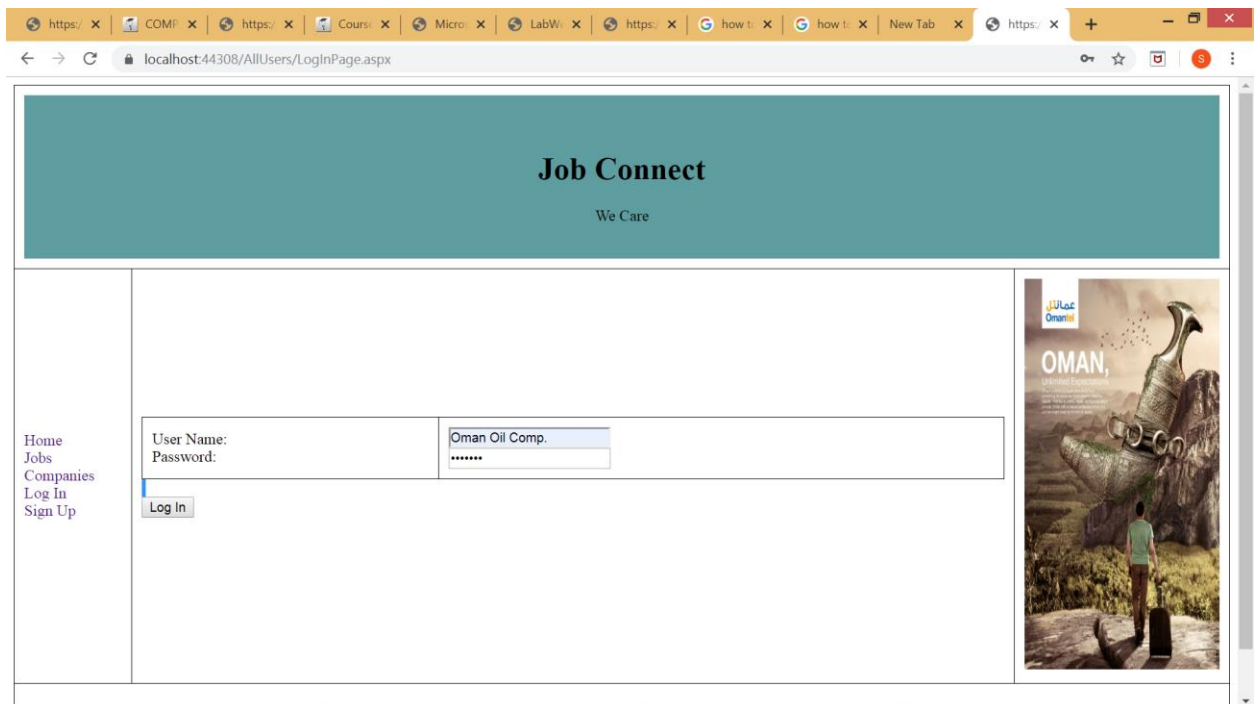 https:/
COMP
https:/
Cours
Micro
LabW
https:/
how t
how to
New Tab
https:/
localhost:44308/AllUsers/LogInPage.aspx
S
Job Connect
We Care
Home
Jobs
Companies
Log In
Sign Up
User Name:
Oman Oil Comp.
Password:
•••••••
Log In
عمانتل
Omantel
OMAN,
Unlimited Expectations